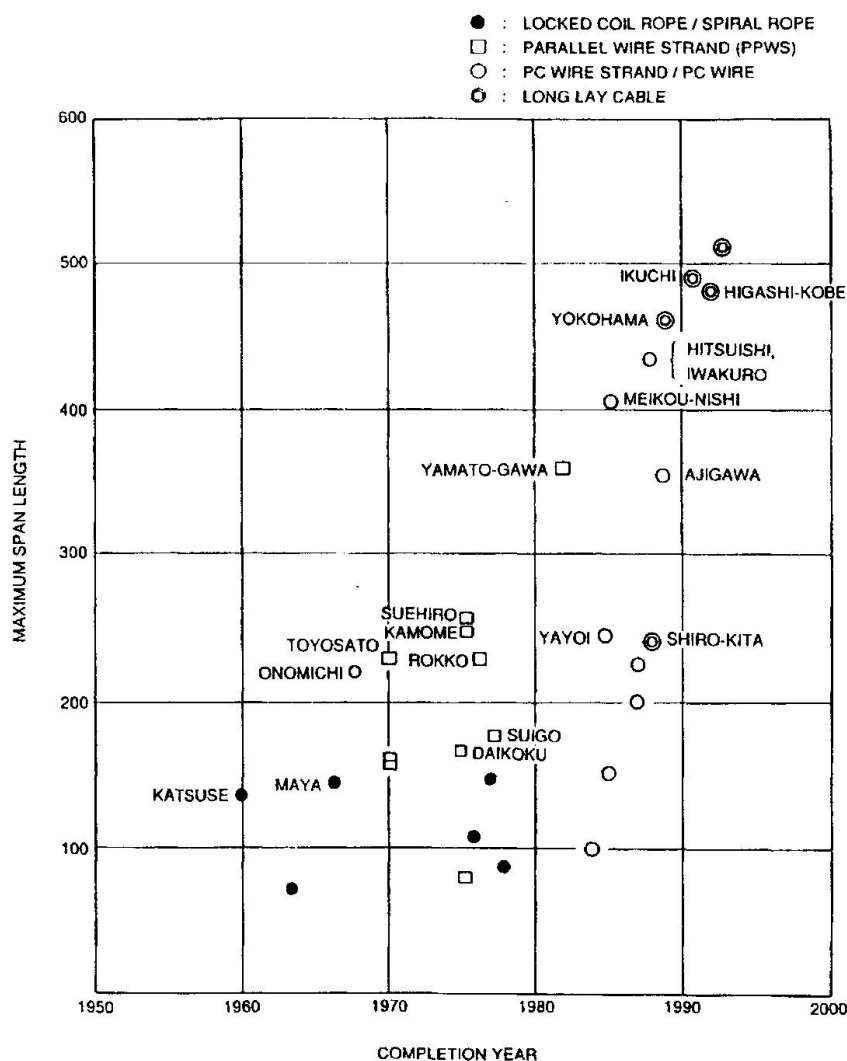 ● : LOCKED COIL ROPE / SPIRAL ROPE
□ : PARALLEL WIRE STRAND (PPWS)
○ : PC WIRE STRAND / PC WIRE
◎ : LONG LAY CABLE
600
500
IKUCHI
HIGASHI-KOBE
YOKOHAMA
HITSUISHI,
IWAKURO
400
MEIKOU-NISHI
YAMATO-GAWA
AJIGAWA
MAXIMUM SPAN LENGTH
300
SUEHIRO
KAMOME
YAYOI
SHIRO-KITA
TOYOSATO
ROKKO
ONOMICHI
200
SUIGO
DAIKOKU
MAYA
KATSUSE
100
1950 1960 1970 1980 1990 2000
COMPLETION YEAR